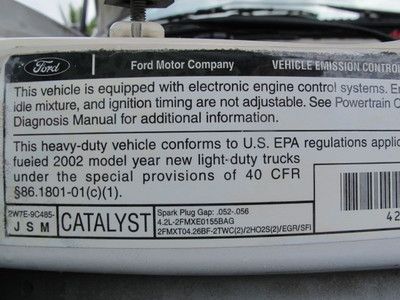 Ford
Ford Motor Company
VEHICLE EMISSION CONTROL
This vehicle is equipped with electronic engine control systems. E
idle mixture, and ignition timing are not adjustable. See Powertrain C
Diagnosis Manual for additional information.
This heavy-duty vehicle conforms to U.S. EPA regulations applic
fueled 2002 model year new light-duty trucks
under the special provisions of 40 CFR
§86.1801-01(c)(1).
2W7E-9C485-
J S M
CATALYST
Spark Plug Gap: .052-.056
4.2L-2FMXE0155BAG
2FMXT04.26BF-2TWC(2)/2HO2S(2)/EGR/SFI
42